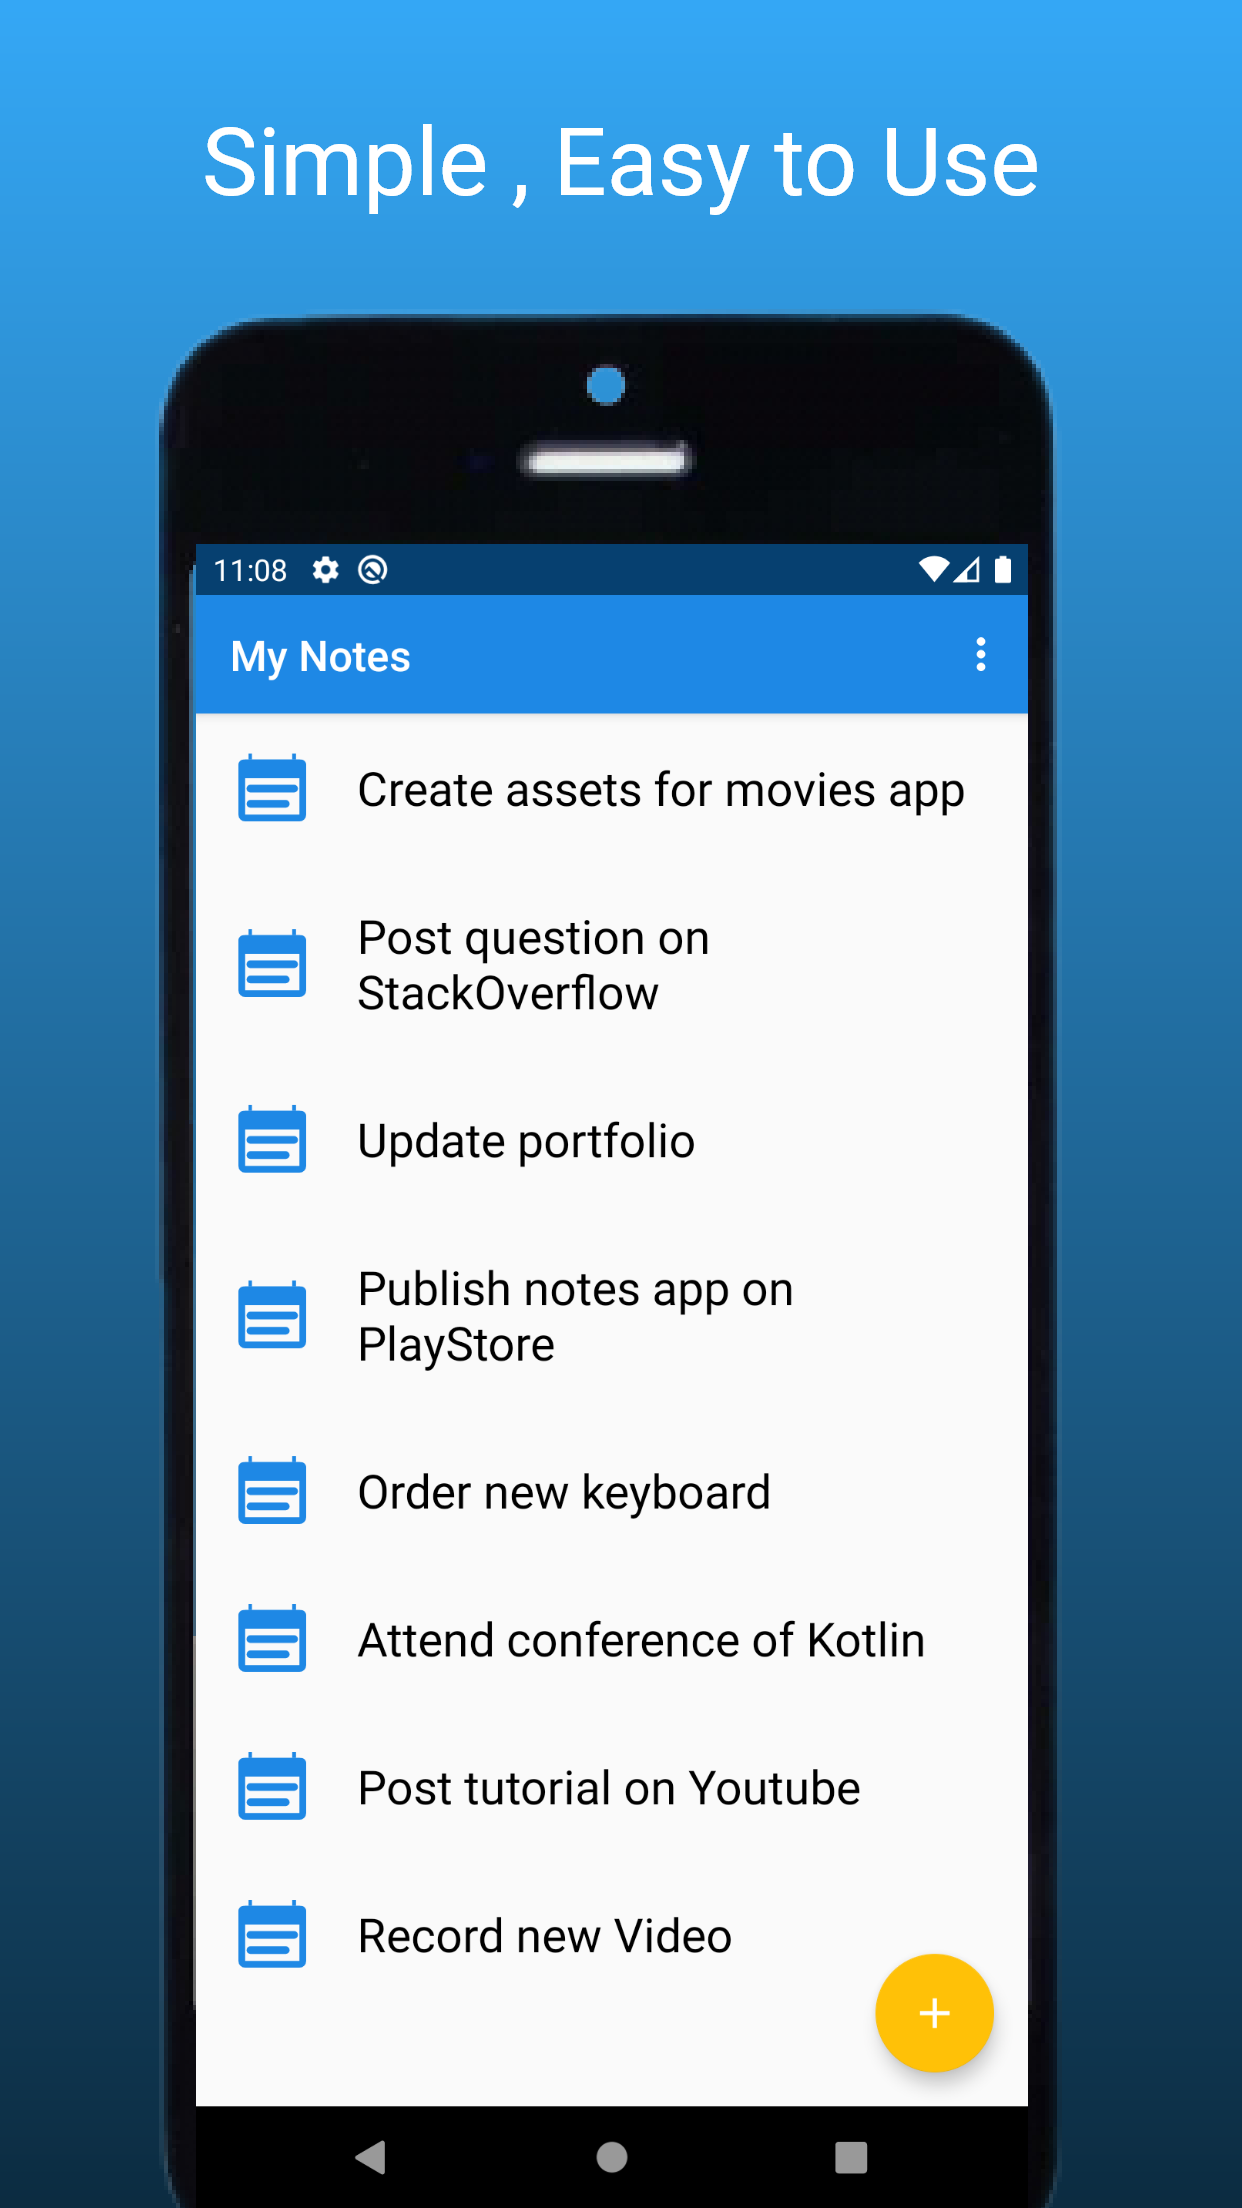 Simple , Easy to Use
11:08
My Notes
Create assets for movies app
Post question on
StackOverflow
Update portfolio
Publish notes app on
PlayStore
Order new keyboard
Attend conference of Kotlin
Post tutorial on Youtube
Record new Video
+